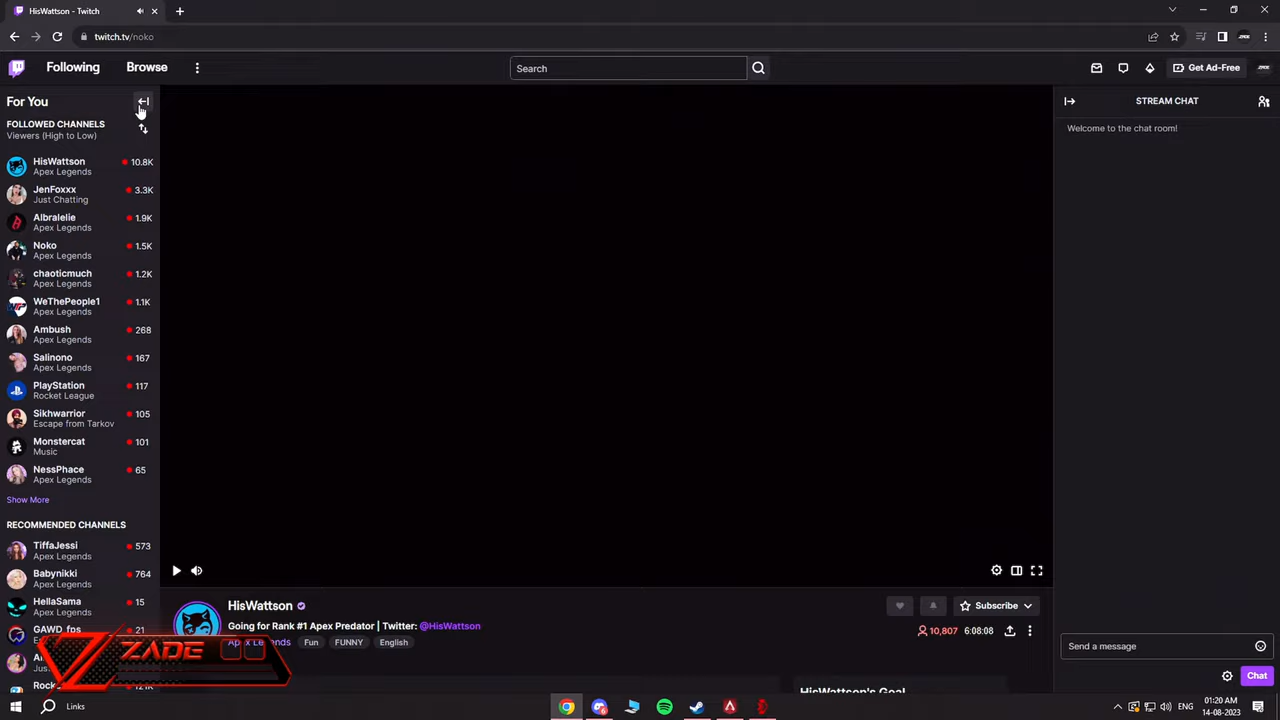 HisWattson - Twitch
twitch.tv/noko
Following
Browse
Search
Get Ad-Free
For You
FOLLOWED CHANNELS
Viewers (High to Low)
HisWattson 10.8K
Apex Legends
JenFoxxx 3.3K
Just Chatting
Albralelie 1.9K
Apex Legends
Noko 1.5K
Apex Legends
chaoticmuch 1.2K
Apex Legends
WeThePeople1 1.1K
Apex Legends
Ambush 268
Apex Legends
Salinono 167
Apex Legends
PlayStation 117
Rocket League
Sikhwarrior 105
Escape from Tarkov
Monstercat 101
Music
NessPhace 65
Apex Legends
Show More
RECOMMENDED CHANNELS
TiffaJessi 573
Apex Legends
Babynikki 764
Apex Legends
HellaSama 15
Apex Legends
GAWD_fps 21
ZADE
STREAM CHAT
Welcome to the chat room!
HisWattson
Going for Rank #1 Apex Predator | Twitter: @HisWattson
Apex Legends Fun FUNNY English
Subscribe
10,807 6:08:08
HisWattson's Goal
Send a message
Chat
Links
ENG
01:20 AM
14-08-2023